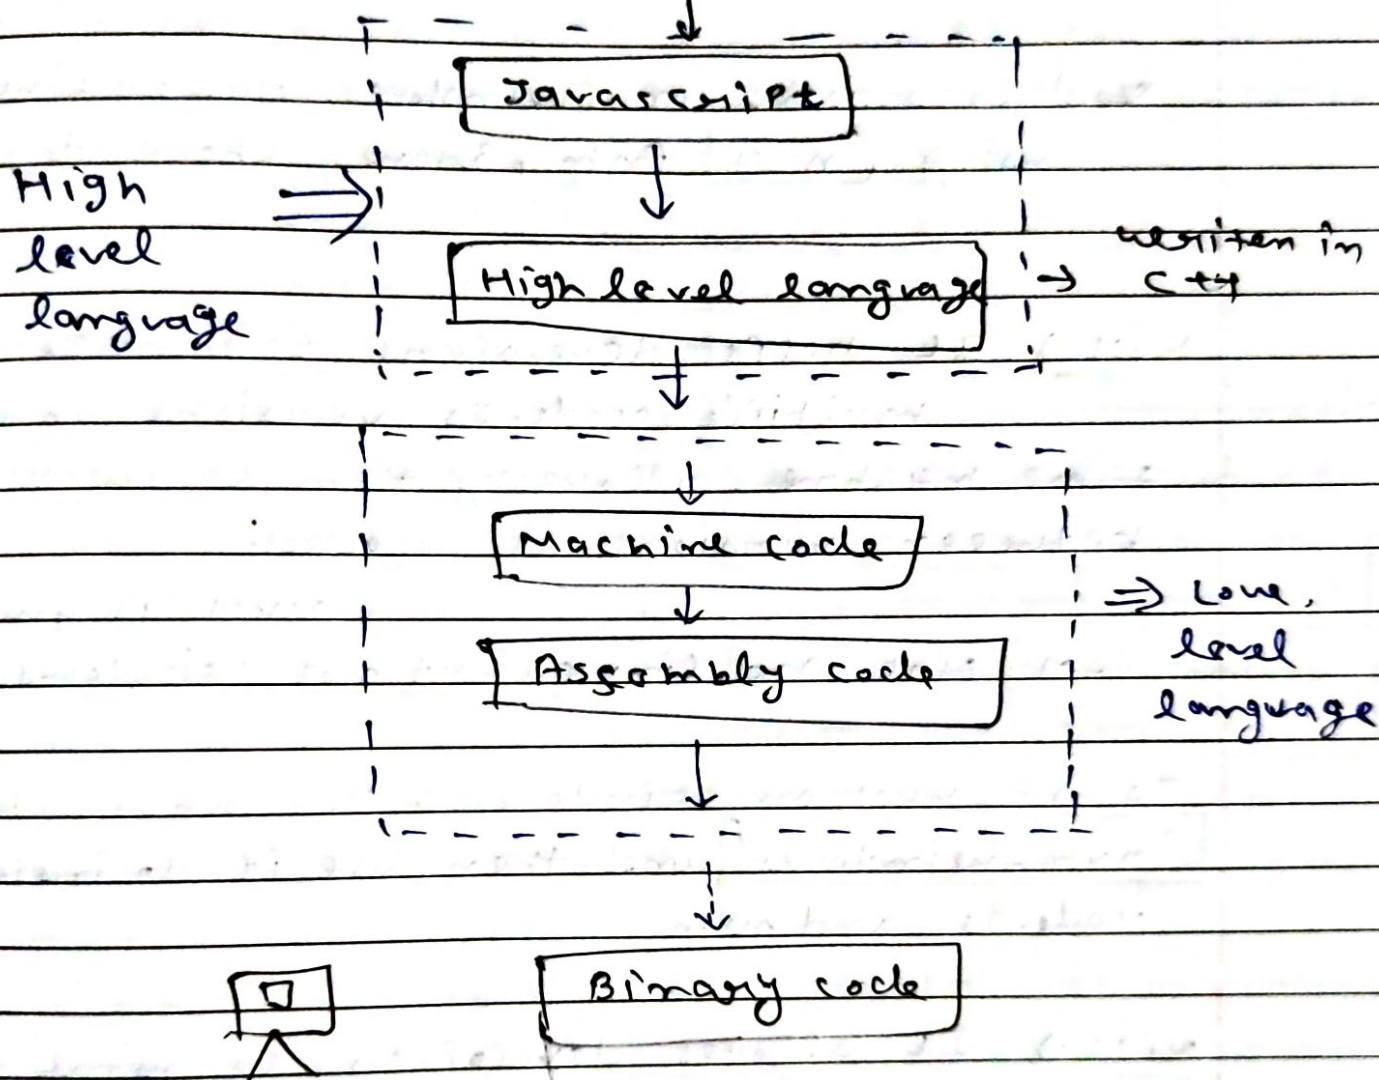 Javascript
High
level
language
High level language
written in
C++
Machine code
Assembly code
Low
level
language
Binary code